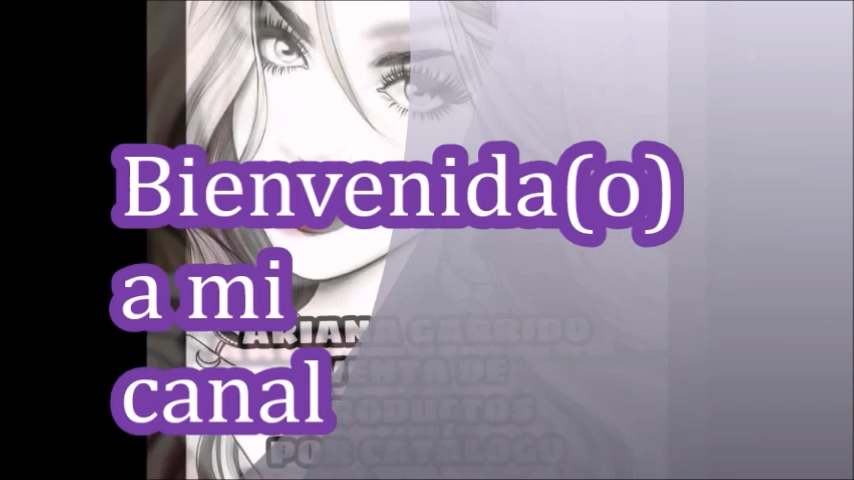 Bienvenida(o)
a mi
canal
ARIANA GARRIDO
VENTA DE
PRODUCTOS
POR CATÁLOGO